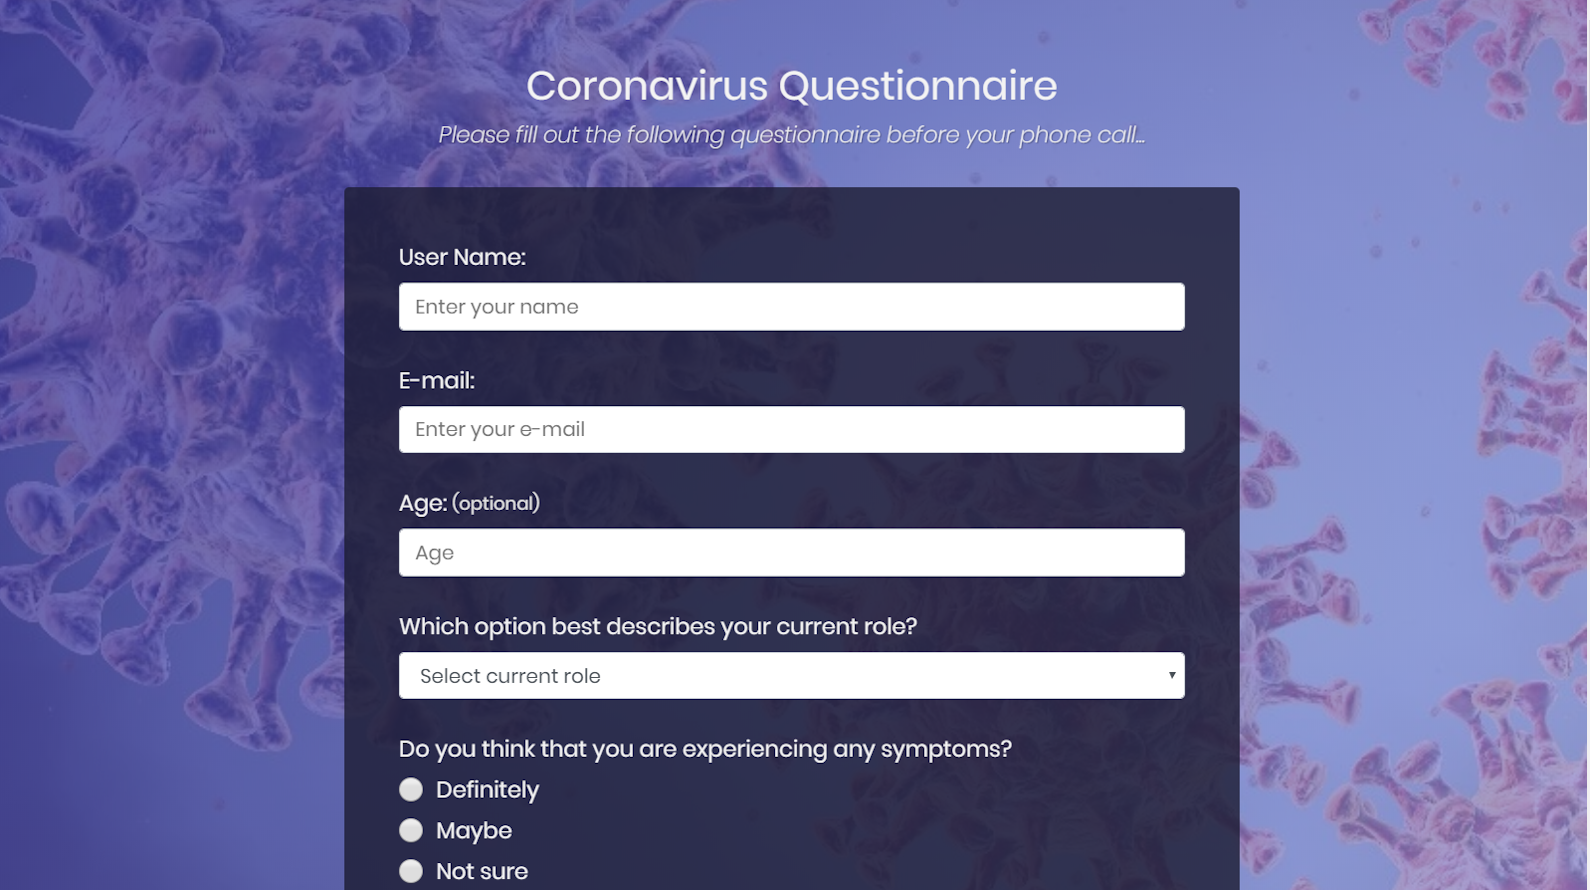 Coronavirus Questionnaire
Please fill out the following questionnaire before your phone call...
User Name:
Enter your name
E-mail:
Enter your e-mail
Age: (optional)
Age
Which option best describes your current role?
Select current role
Do you think that you are experiencing any symptoms?
Definitely
Maybe
Not sure